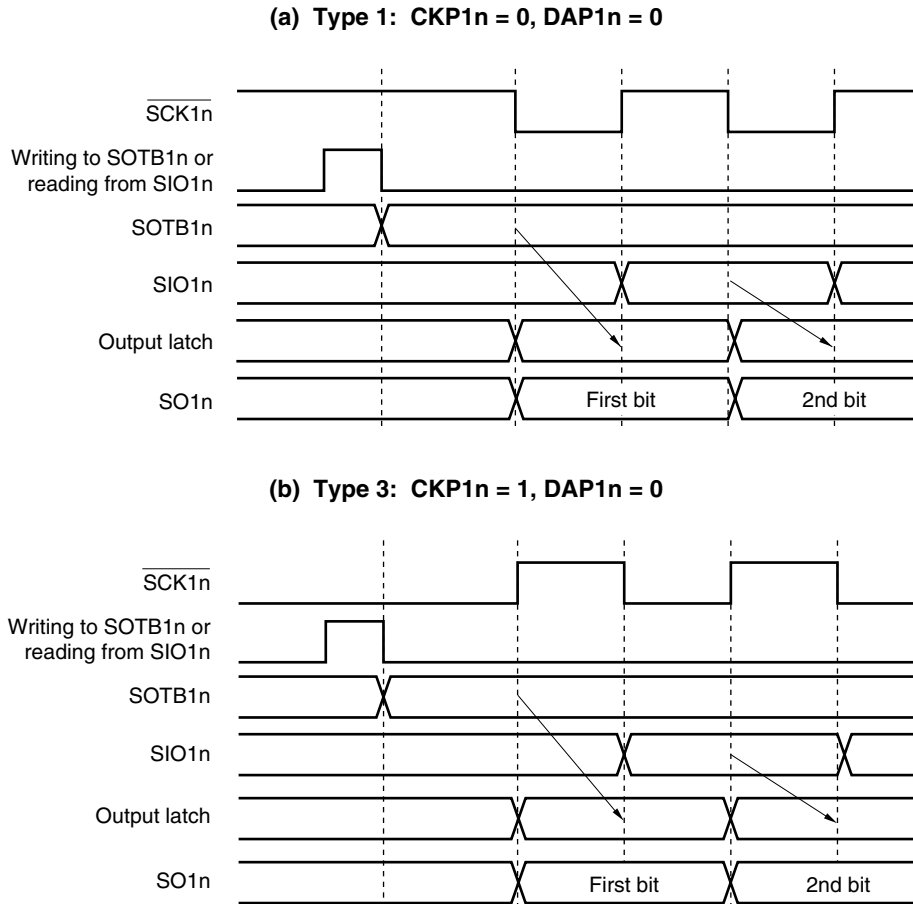 (a) Type 1: CKP1n = 0, DAP1n = 0
SCK1n
Writing to SOTB1n or
reading from SIO1n
SOTB1n
SIO1n
Output latch
SO1n
First bit
2nd bit
(b) Type 3: CKP1n = 1, DAP1n = 0
SCK1n
Writing to SOTB1n or
reading from SIO1n
SOTB1n
SIO1n
Output latch
SO1n
First bit
2nd bit